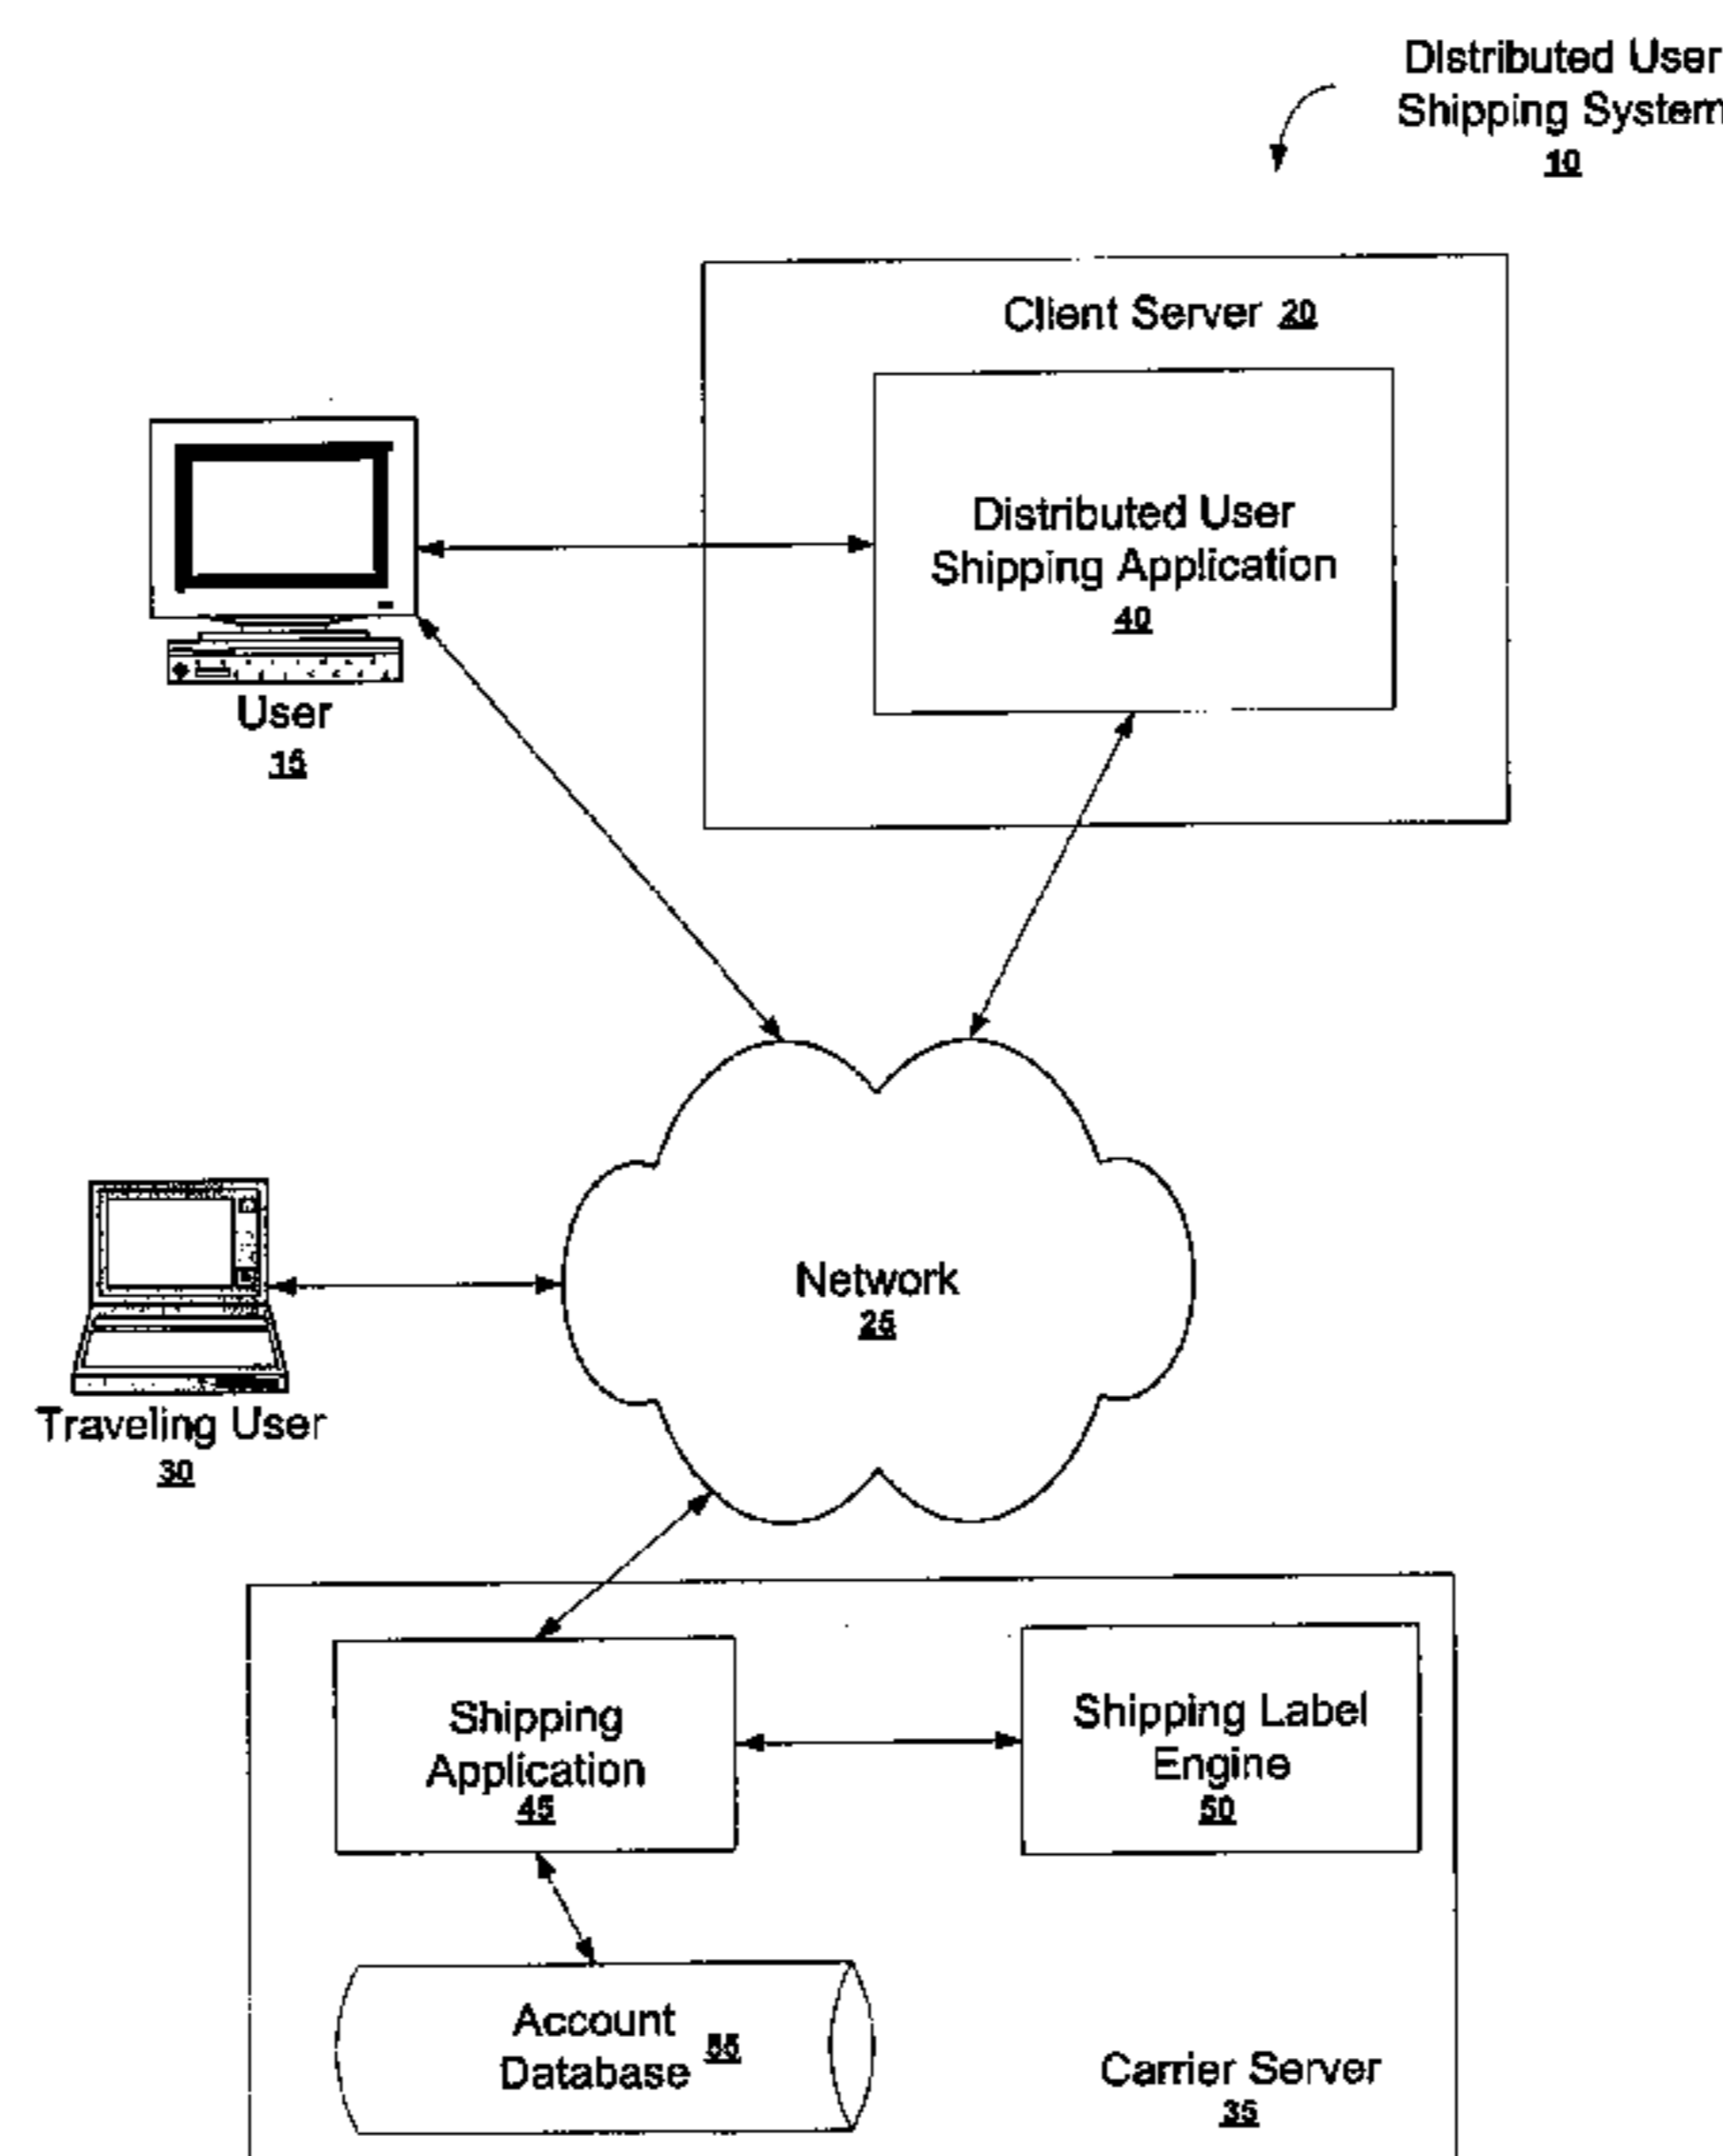 Distributed User
Shipping System
10
Client Server 20
Distributed User
Shipping Application
40
User
15
Network
25
Traveling User
30
Shipping
Application
45
Shipping Label
Engine
50
Account
Database 55
Carrier Server
35